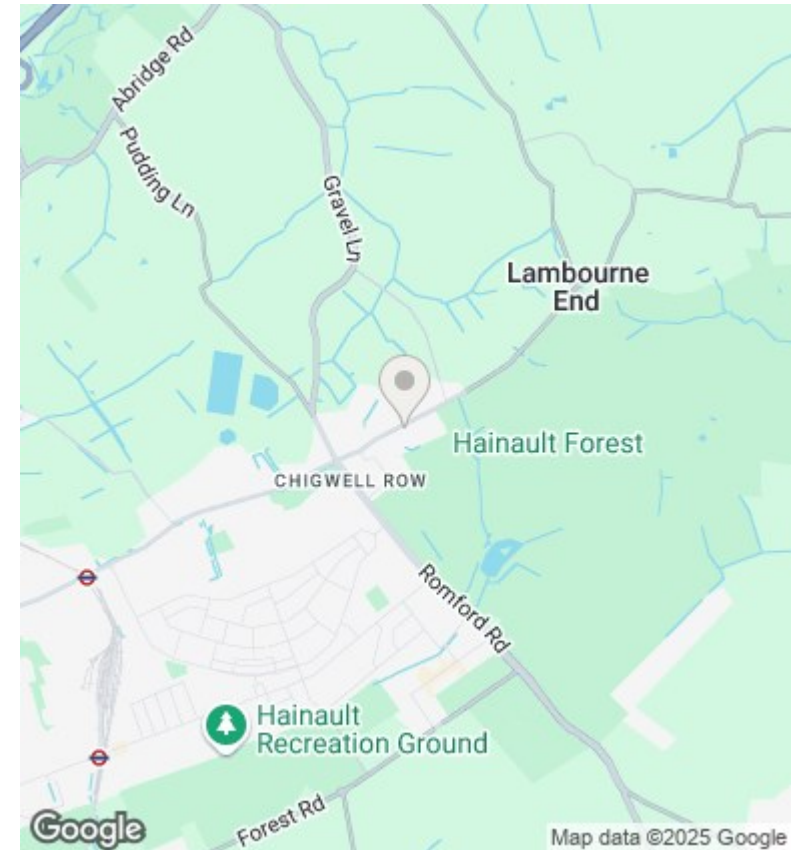 Abridge Rd
Pudding Ln
Gravel Ln
Lambourne
End
Hainault Forest
CHIGWELL ROW
Romford Rd
Hainault
Recreation Ground
Forest Rd
Google
Map data ©2025 Google